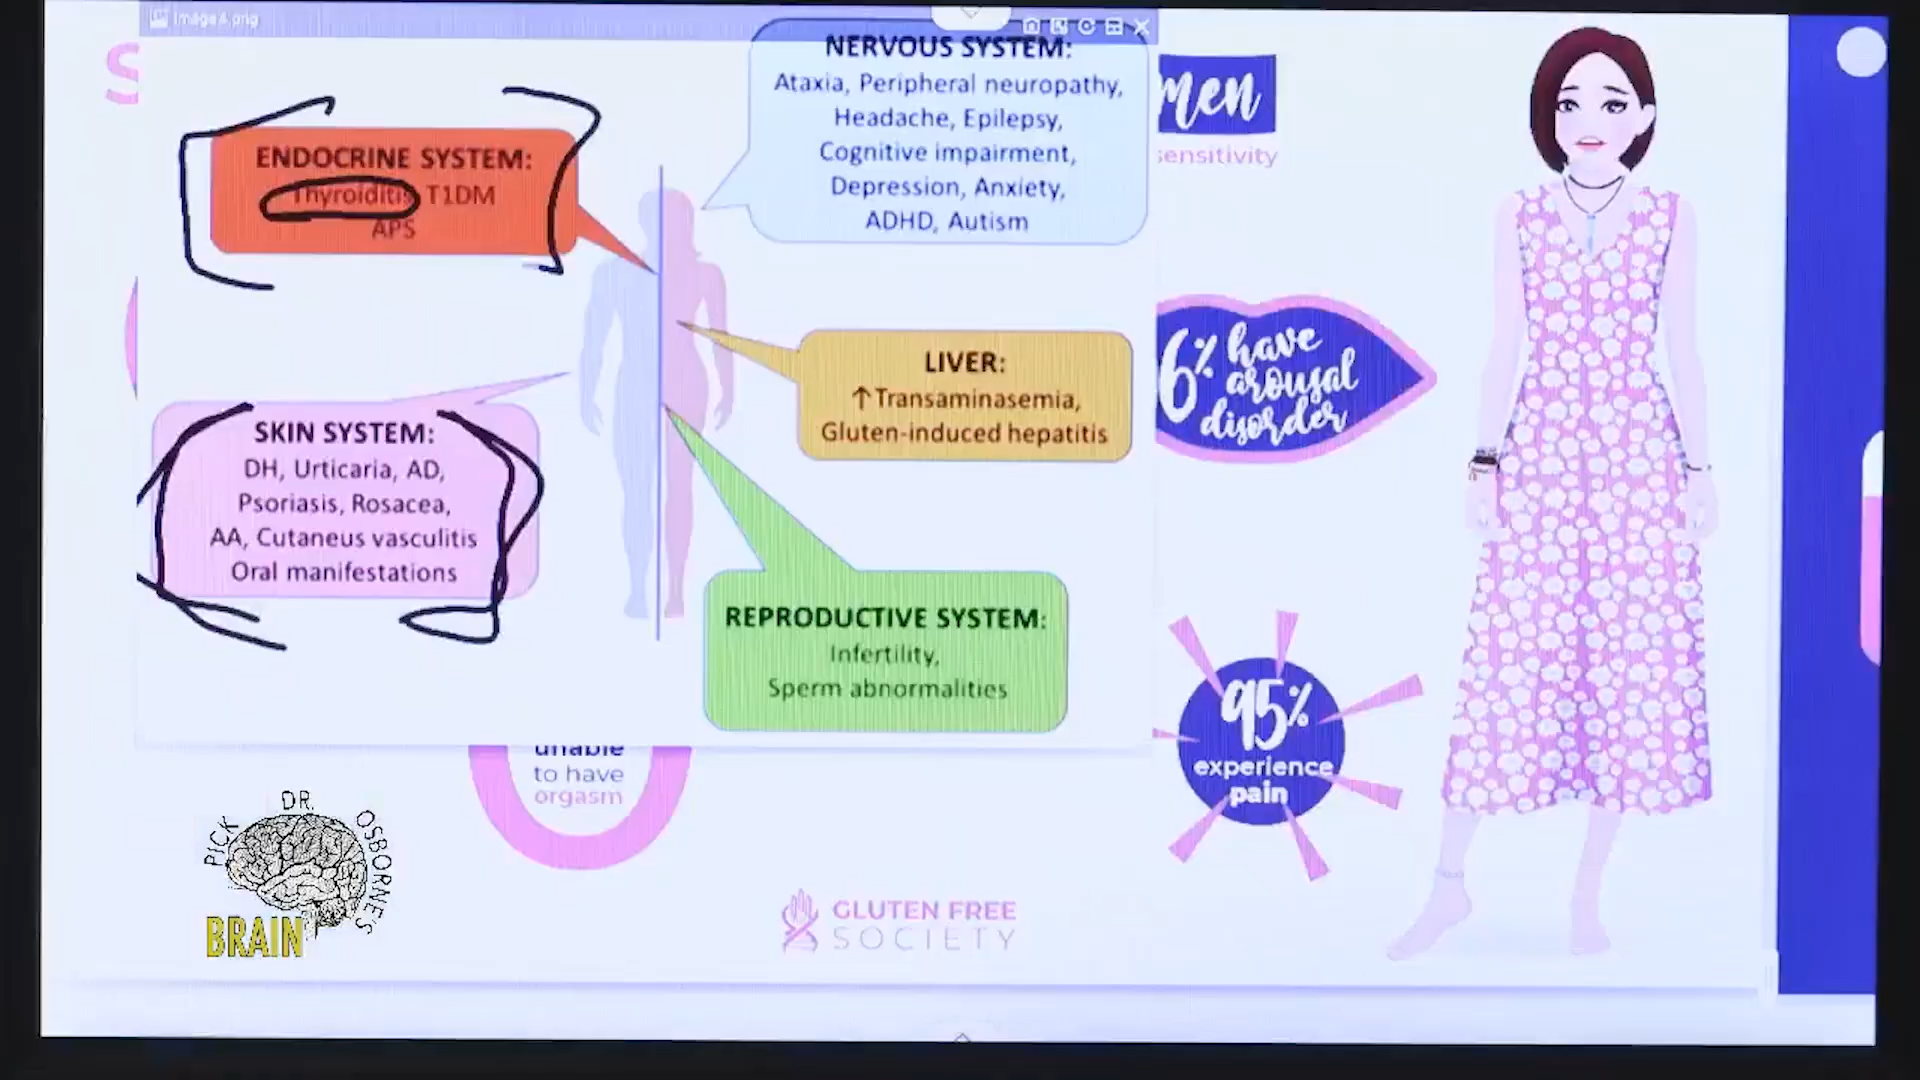 Image4.png
S
NERVOUS SYSTEM:
Ataxia, Peripheral neuropathy,
Headache, Epilepsy,
Cognitive impairment,
Depression, Anxiety,
ADHD, Autism
men
sensitivity
ENDOCRINE SYSTEM:
Thyroiditis T1DM
APS
LIVER:
↑Transaminasemia,
Gluten-induced hepatitis
6% have
arousal
disorder
SKIN SYSTEM:
DH, Urticaria, AD,
Psoriasis, Rosacea,
AA, Cutaneus vasculitis
Oral manifestations
REPRODUCTIVE SYSTEM:
Infertility,
Sperm abnormalities
95%
experience
pain
unable
to have
orgasm
PICK DR. OSBORNE'S
BRAIN
GLUTEN FREE
SOCIETY